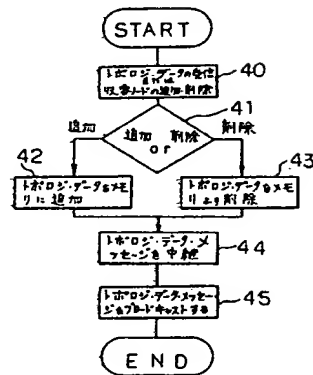 START
トポロジ・データの受信
または
収容ノードの追加・削除
40
41
追加
追加 削除
or
削除
42
トポロジ・データをメモ
リに追加
43
トポロジ・データをメモ
リより削除
トポロジ・データ・メ
ッセージを中継
44
トポロジ・データ・メッセー
ジをブロードキャストする
45
END